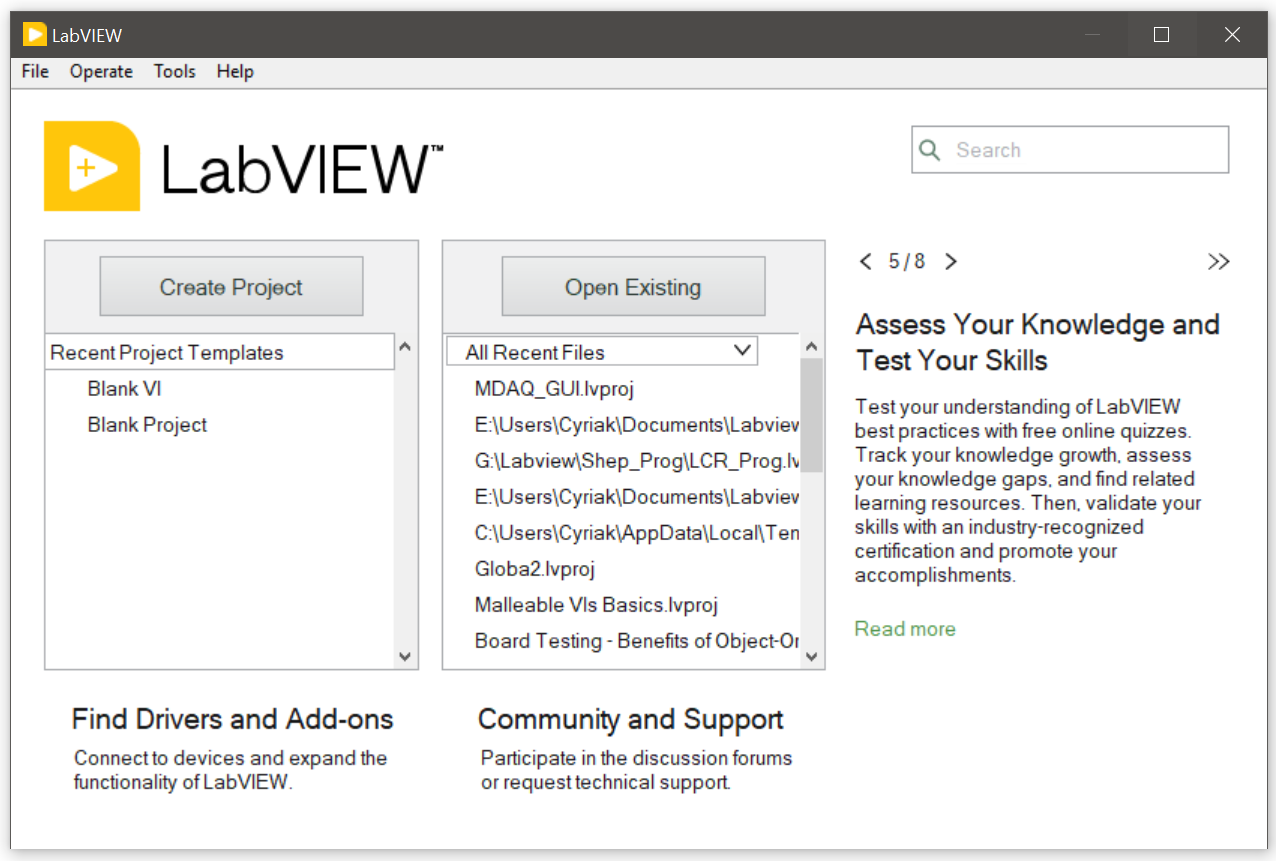 LabVIEW
File Operate Tools Help
LabVIEW™
Search
Create Project
Recent Project Templates
Blank VI
Blank Project
Open Existing
All Recent Files
MDAQ_GUI.lvproj
E:\Users\Cyriak\Documents\Labview
G:\Labview\Shep_Prog\LCR_Prog.lv
E:\Users\Cyriak\Documents\Labview
C:\Users\Cyriak\AppData\Local\Tem
Globa2.lvproj
Malleable VIs Basics.lvproj
Board Testing - Benefits of Object-Or
5/8
Assess Your Knowledge and
Test Your Skills
Test your understanding of LabVIEW
best practices with free online quizzes.
Track your knowledge growth, assess
your knowledge gaps, and find related
learning resources. Then, validate your
skills with an industry-recognized
certification and promote your
accomplishments.
Read more
Find Drivers and Add-ons
Connect to devices and expand the
functionality of LabVIEW.
Community and Support
Participate in the discussion forums
or request technical support.